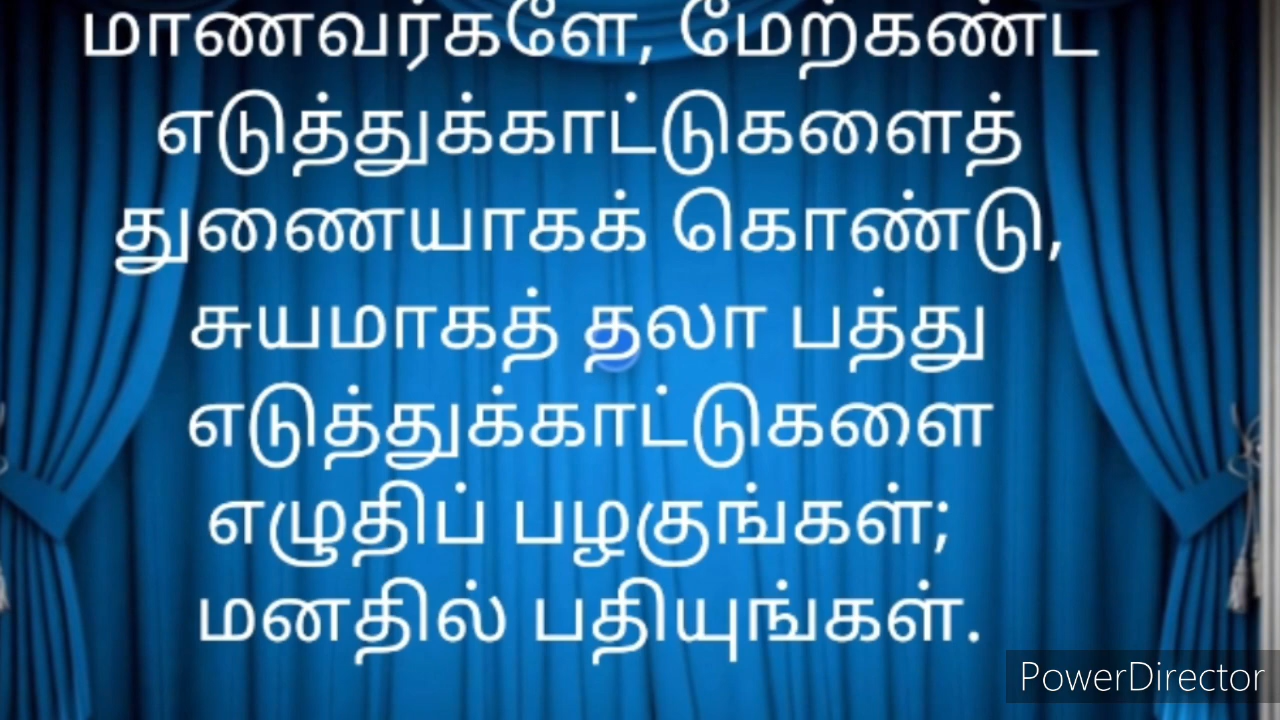 மாணவர்களே, மேற்கண்ட
எடுத்துக்காட்டுகளைத்
துணையாகக் கொண்டு,
சுயமாகத் தலா பத்து
எடுத்துக்காட்டுகளை
எழுதிப் பழகுங்கள்;
மனதில் பதியுங்கள்.
PowerDirector